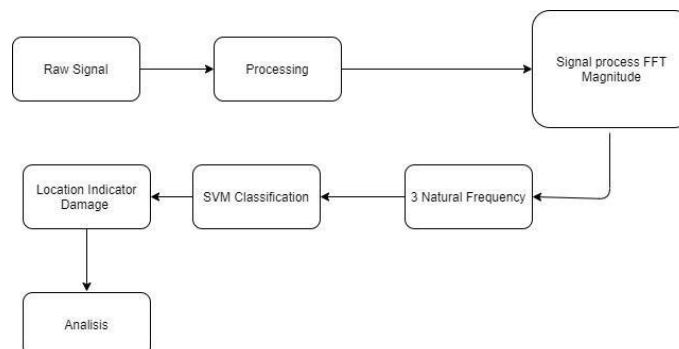 Raw Signal
Processing
Signal process FFT
Magnitude
3 Natural Frequency
SVM Classification
Location Indicator
Damage
Analisis